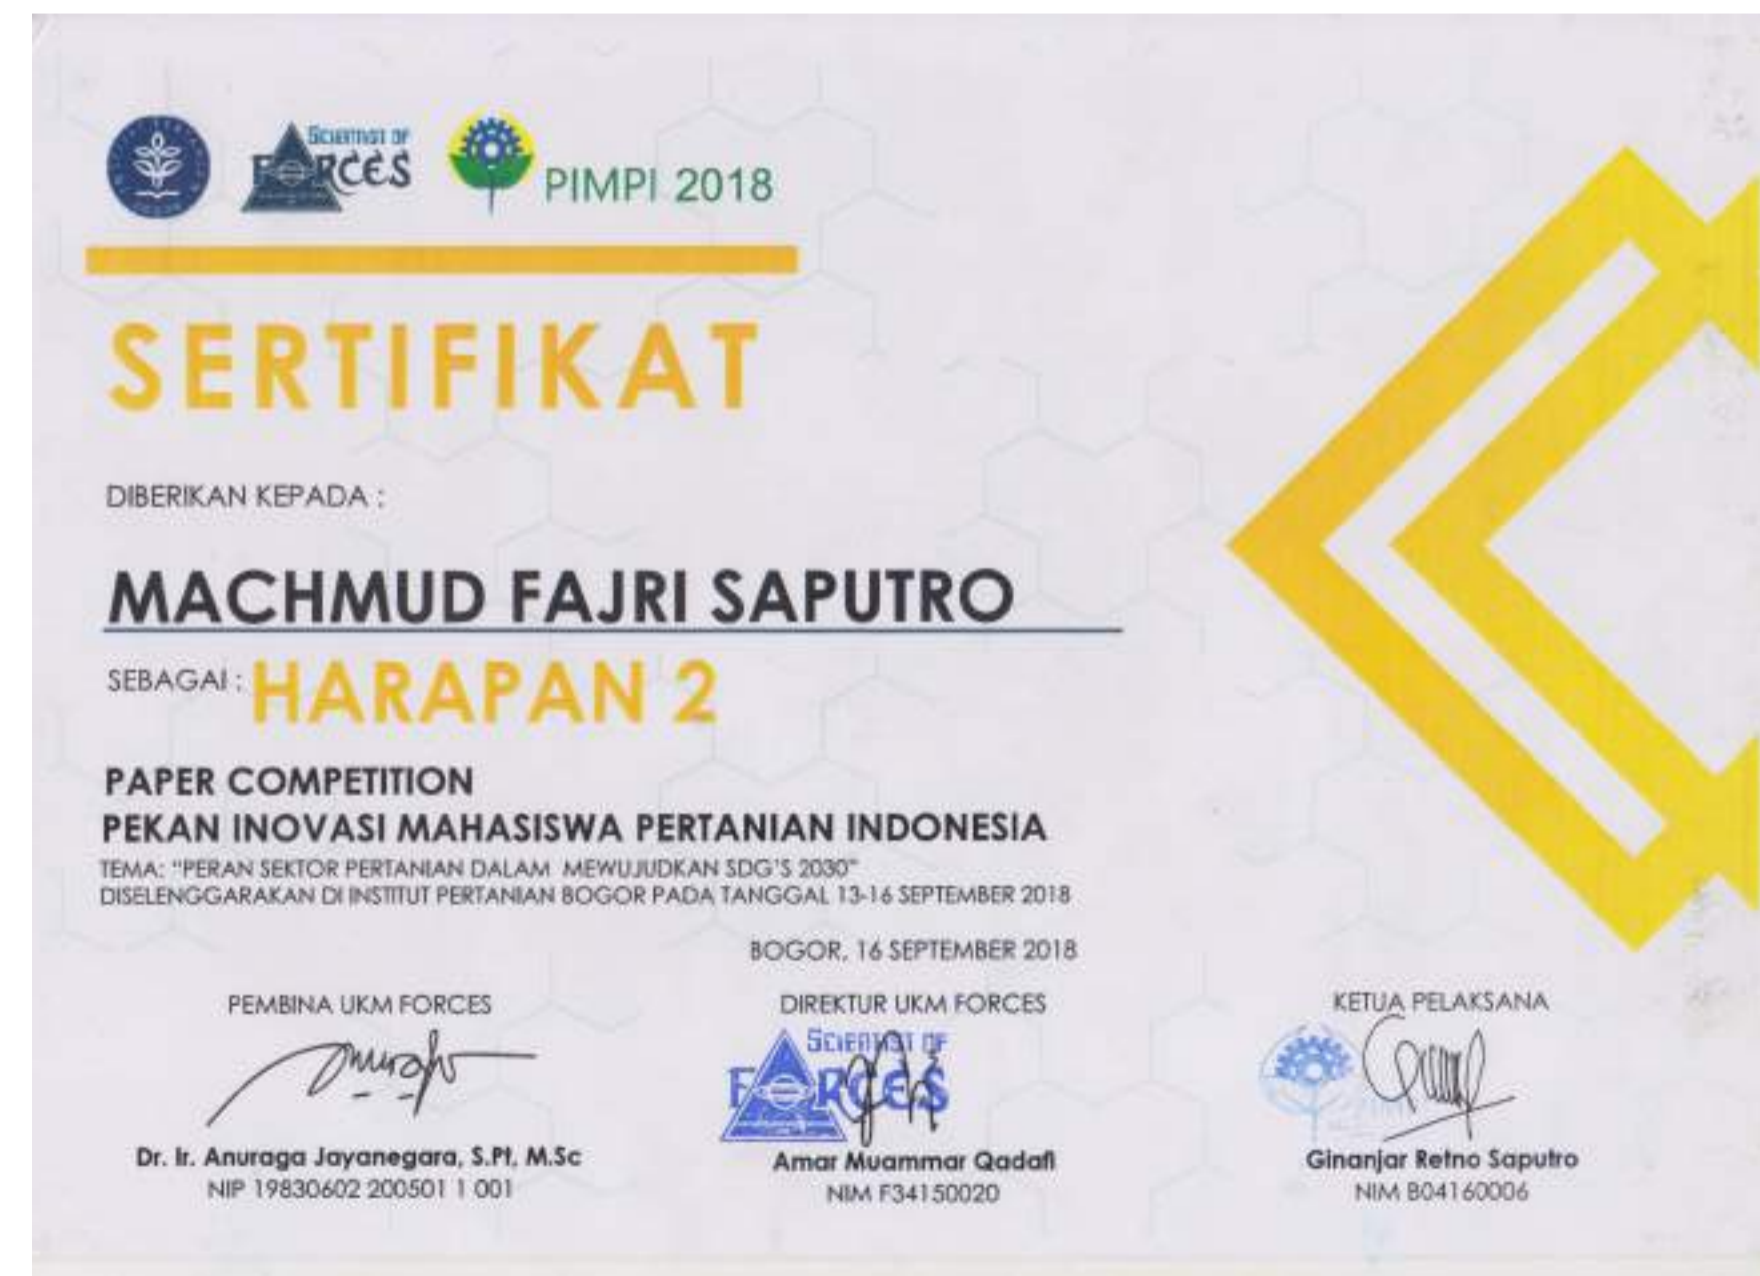 SCIENTIST OF
FORCES
PIMPI 2018
SERTIFIKAT
DIBERIKAN KEPADA :
MACHMUD FAJRI SAPUTRO
SEBAGAI : HARAPAN 2
PAPER COMPETITION
PEKAN INOVASI MAHASISWA PERTANIAN INDONESIA
TEMA: "PERAN SEKTOR PERTANIAN DALAM MEWUJUDKAN SDG'S 2030"
DISELENGGARAKAN DI INSTITUT PERTANIAN BOGOR PADA TANGGAL 13-16 SEPTEMBER 2018
BOGOR, 16 SEPTEMBER 2018
PEMBINA UKM FORCES
DIREKTUR UKM FORCES
KETUA PELAKSANA
SCIENTIST OF
FORCES
Dr. Ir. Anuraga Jayanegara, S.Pt, M.Sc
NIP 19830602 200501 1 001
Amar Muammar Qadafi
NIM F34150020
Ginanjar Retno Saputro
NIM B04160006